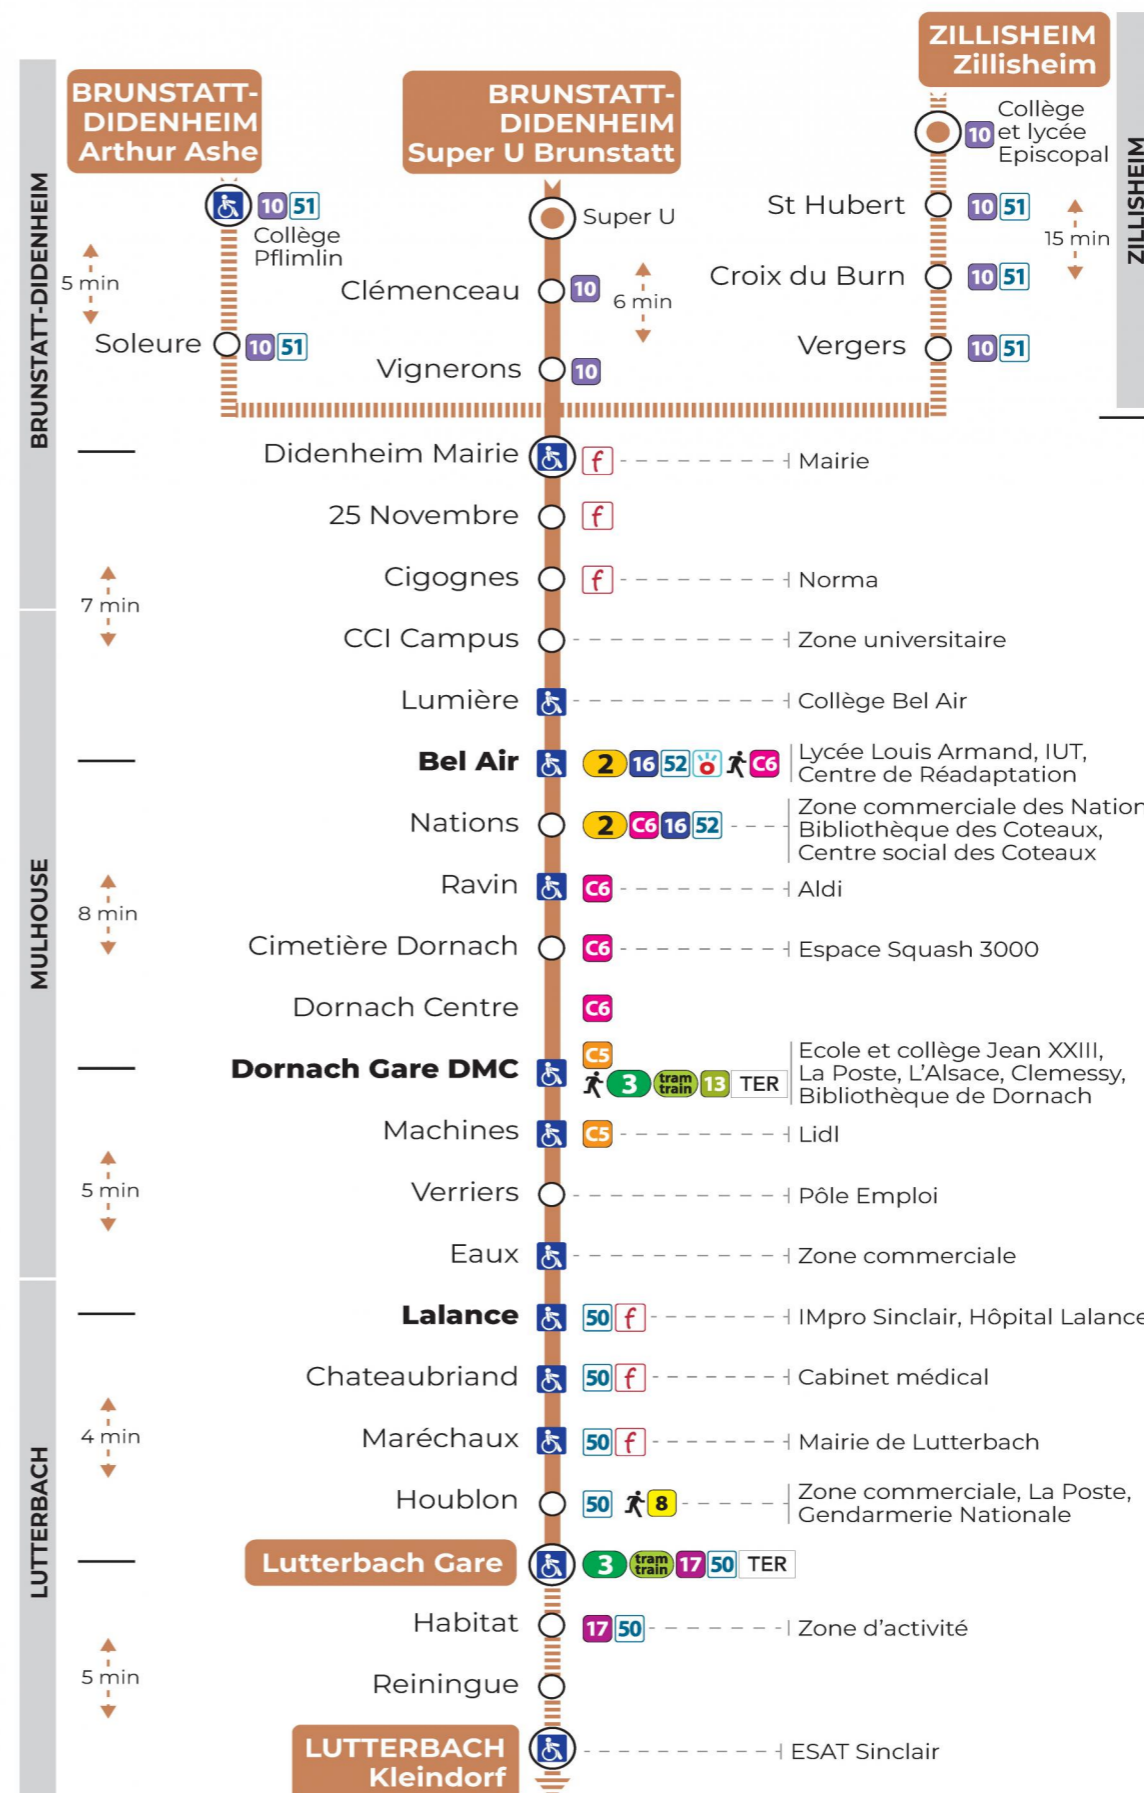 ZILLISHEIM
Zillisheim
BRUNSTATT-
DIDENHEIM
Arthur Ashe
BRUNSTATT-
DIDENHEIM
Super U Brunstatt
BRUNSTATT-DIDENHEIM
ZILLISHEIM
10 Collège
et lycée
Episcopal
10 51
Collège
Pflimlin
Super U
St Hubert 10 51
15 min
5 min
Clémenceau 10
6 min
Croix du Burn 10 51
Soleure 10 51
Vignerons 10
Vergers 10 51
Didenheim Mairie f Mairie
25 Novembre f
Cigognes f Norma
7 min
CCI Campus Zone universitaire
Lumière Collège Bel Air
MULHOUSE
Bel Air 2 16 52 C6 Lycée Louis Armand, IUT,
Centre de Réadaptation
Nations 2 C6 16 52 Zone commerciale des Nation
Bibliothèque des Coteaux,
Centre social des Coteaux
Ravin C6 Aldi
8 min
Cimetière Dornach C6 Espace Squash 3000
Dornach Centre C6
Dornach Gare DMC C5
3 tram train 13 TER
Ecole et collège Jean XXIII,
La Poste, L'Alsace, Clemessy,
Bibliothèque de Dornach
Machines C5 Lidl
5 min
Verriers Pôle Emploi
Eaux Zone commerciale
LUTTERBACH
Lalance 50 f IMpro Sinclair, Hôpital Lalance
Chateaubriand 50 f Cabinet médical
4 min
Maréchaux 50 f Mairie de Lutterbach
Houblon 50 8 Zone commerciale, La Poste,
Gendarmerie Nationale
Lutterbach Gare 3 tram train 17 50 TER
Habitat 17 50 Zone d'activité
5 min
Reiningue
LUTTERBACH
Kleindorf
ESAT Sinclair